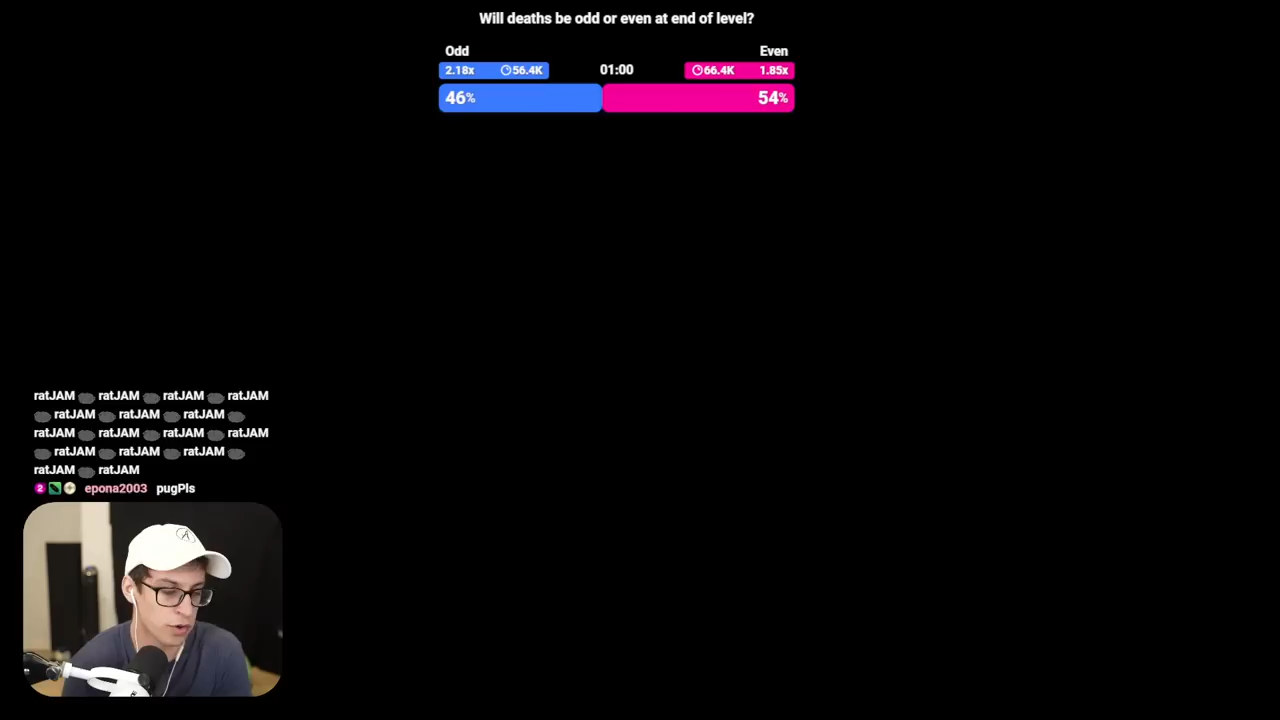 Will deaths be odd or even at end of level?
Odd Even
2.18x 56.4K 01:00 66.4K 1.85x
46% 54%
ratJAM ratJAM ratJAM ratJAM
ratJAM ratJAM ratJAM
ratJAM ratJAM ratJAM ratJAM
ratJAM ratJAM ratJAM
ratJAM ratJAM
2 epona2003 pugPls